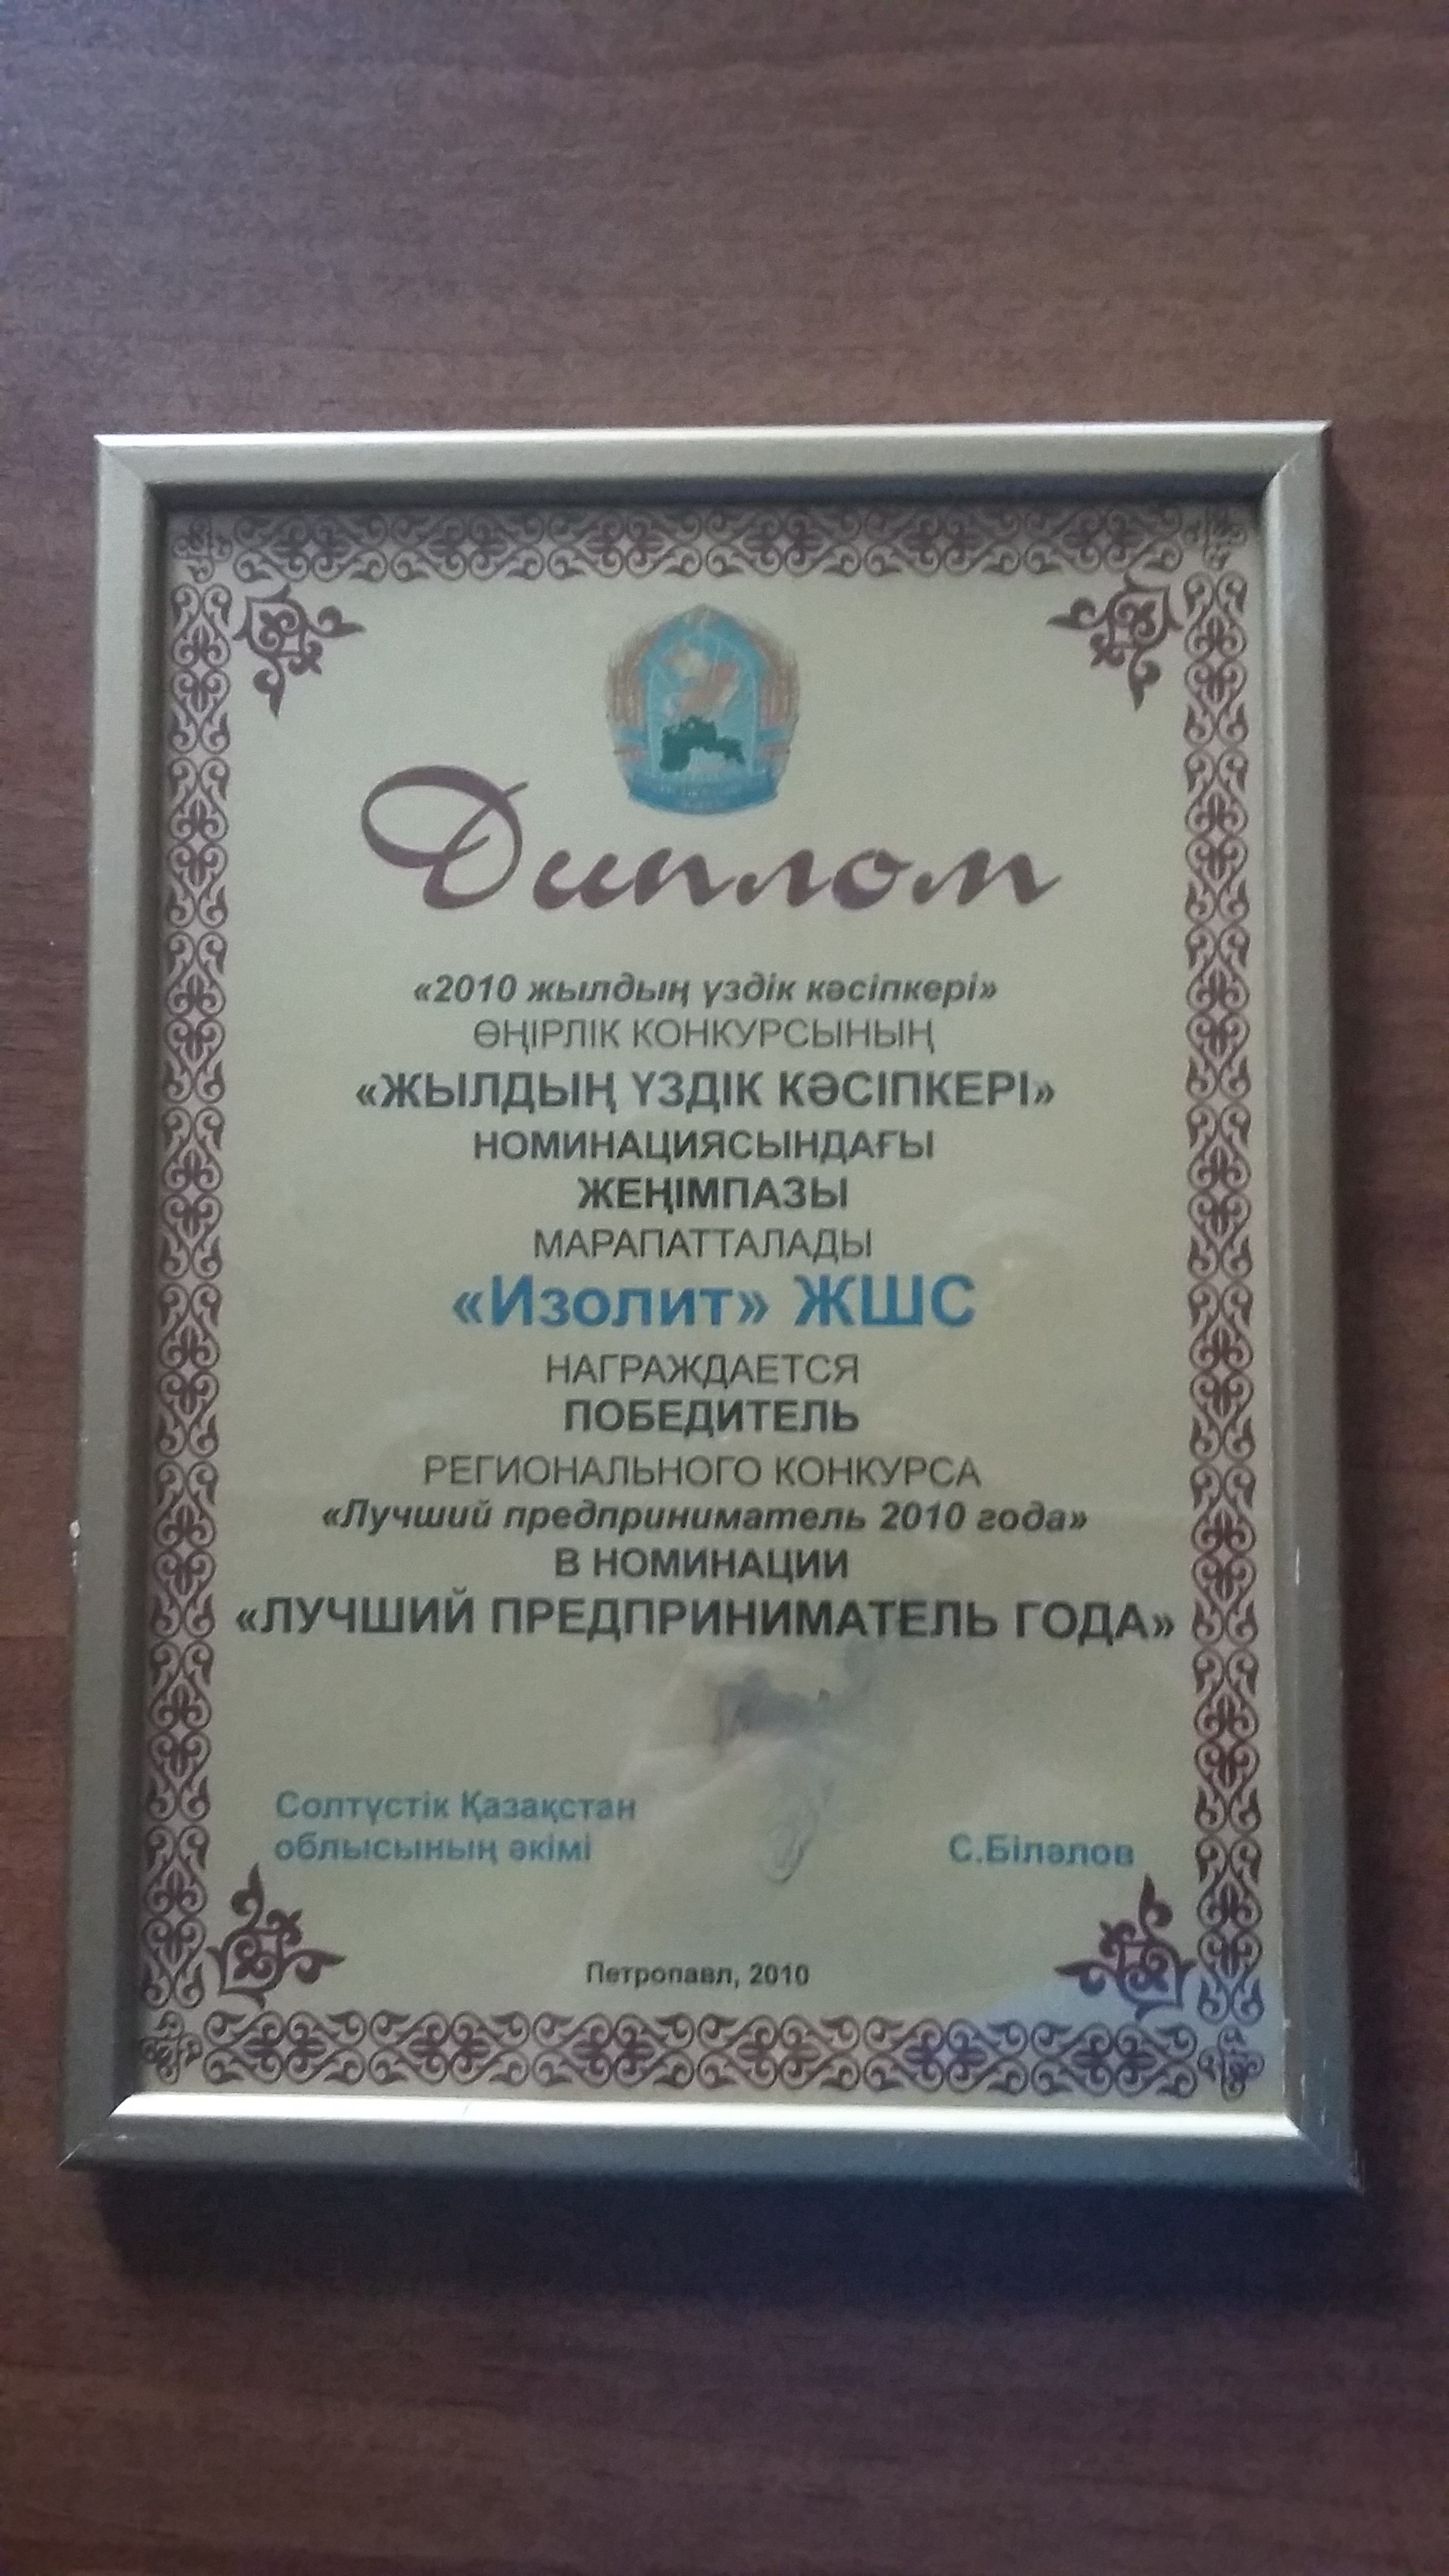 Диплом
«2010 жылдың үздік кәсіпкері»
ӨҢІРЛІК КОНКУРСЫНЫҢ
«ЖЫЛДЫҢ ҮЗДІК КӘСІПКЕРІ»
НОМИНАЦИЯСЫНДАҒЫ
ЖЕҢІМПАЗЫ
МАРАПАТТАЛАДЫ
«Изолит» ЖШС
НАГРАЖДАЕТСЯ
ПОБЕДИТЕЛЬ
РЕГИОНАЛЬНОГО КОНКУРСА
«Лучший предприниматель 2010 года»
В НОМИНАЦИИ
«ЛУЧШИЙ ПРЕДПРИНИМАТЕЛЬ ГОДА»
Солтүстік Қазақстан
облысының әкімі
С.Біләлов
Петропавл, 2010